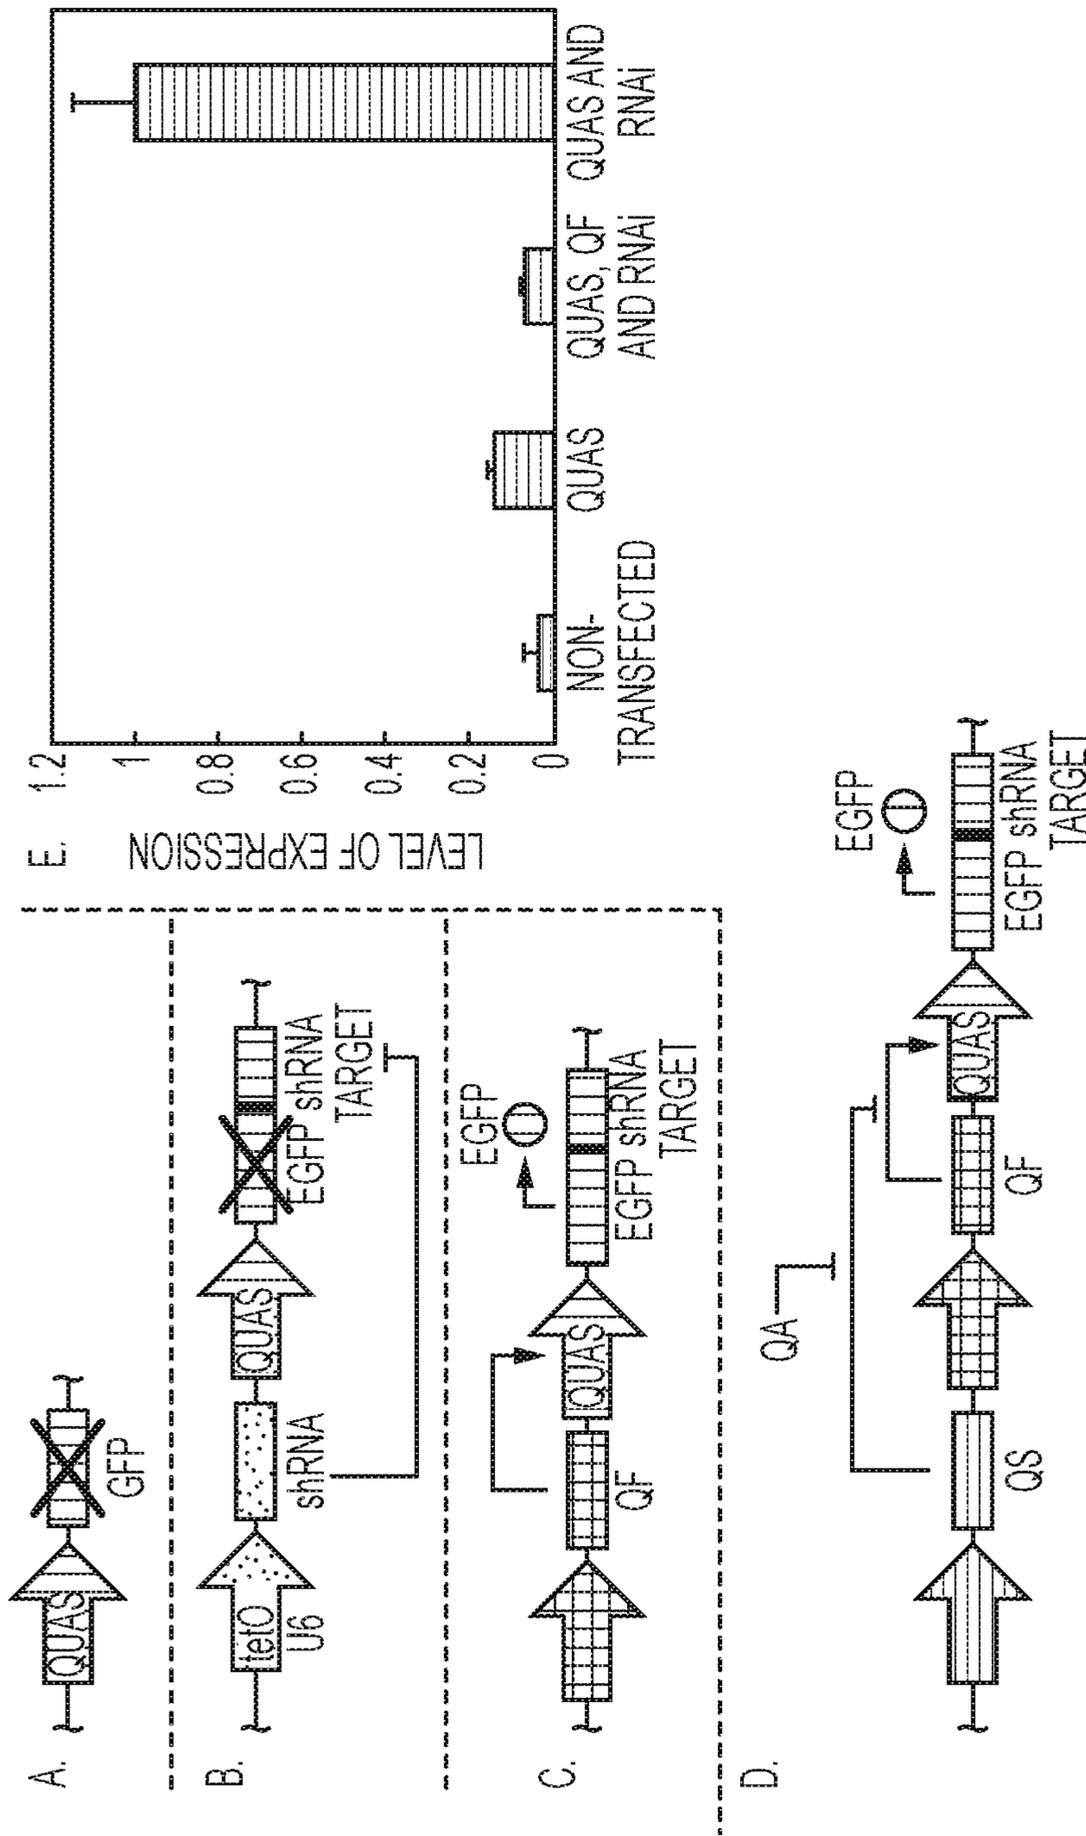 A.
QUAS
GFP
B.
tetO
U6
shRNA
QUAS
EGFP shRNA
TARGET
C.
QF
QUAS
EGFP
EGFP shRNA
TARGET
D.
QS
QA
QF
QUAS
EGFP
EGFP shRNA
TARGET
E.
LEVEL OF EXPRESSION
1.2
1
0.8
0.6
0.4
0.2
0
NON-
TRANSFECTED
QUAS
QUAS, QF
AND RNAi
QUAS AND
RNAi